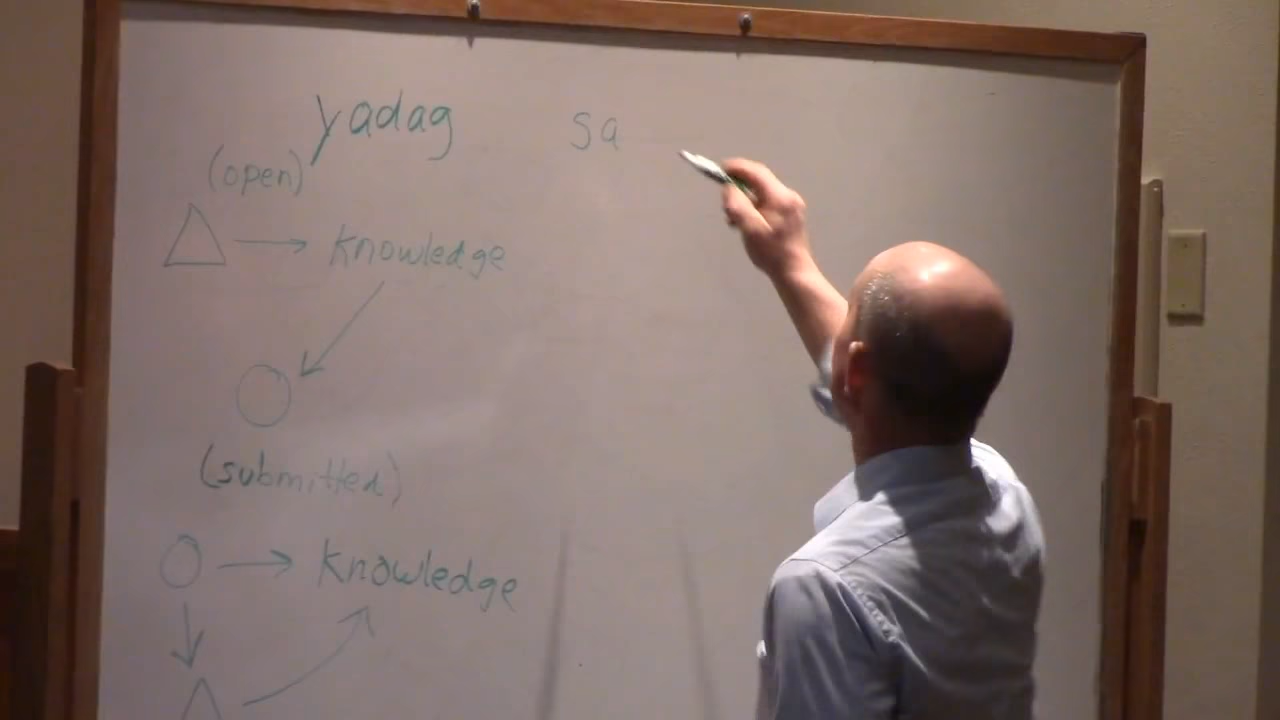 yadag sa
(open)
knowledge
(submitted)
knowledge